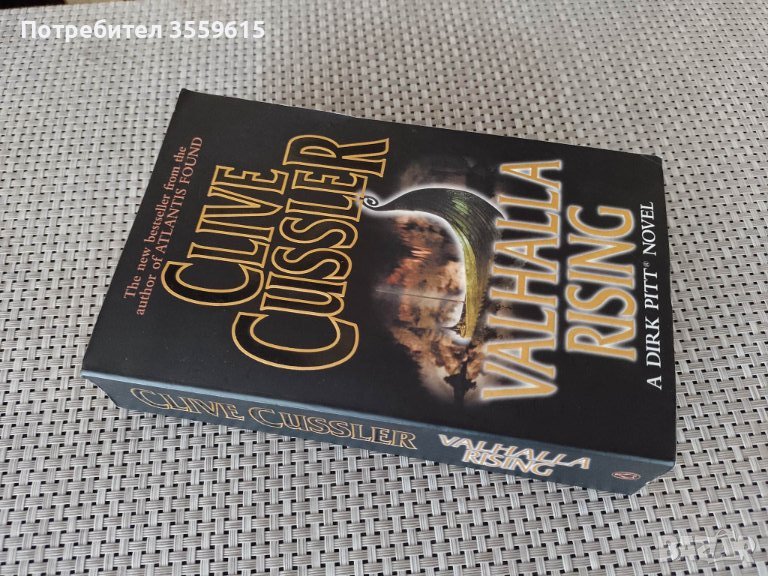 Потребител 3559615
The new bestseller from the
author of ATLANTIS FOUND
CLIVE
CUSSLER
VALHALLA
RISING
A DIRK PITT® NOVEL
CLIVE CUSSLER
VALHALLA
RISING
bazar